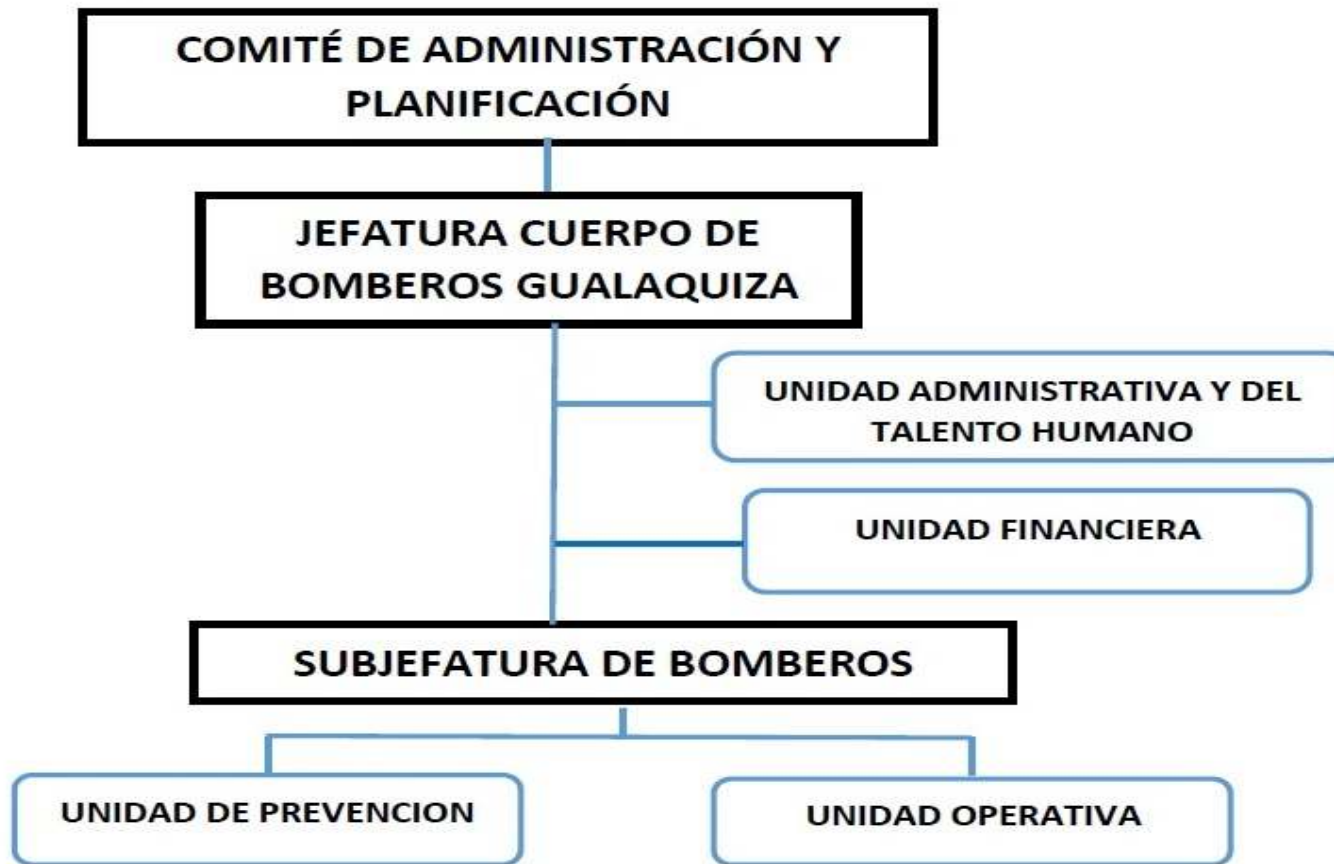 COMITÉ DE ADMINISTRACIÓN Y
PLANIFICACIÓN
JEFATURA CUERPO DE
BOMBEROS GUALAQUIZA
UNIDAD ADMINISTRATIVA Y DEL
TALENTO HUMANO
UNIDAD FINANCIERA
SUBJEFATURA DE BOMBEROS
UNIDAD DE PREVENCION
UNIDAD OPERATIVA